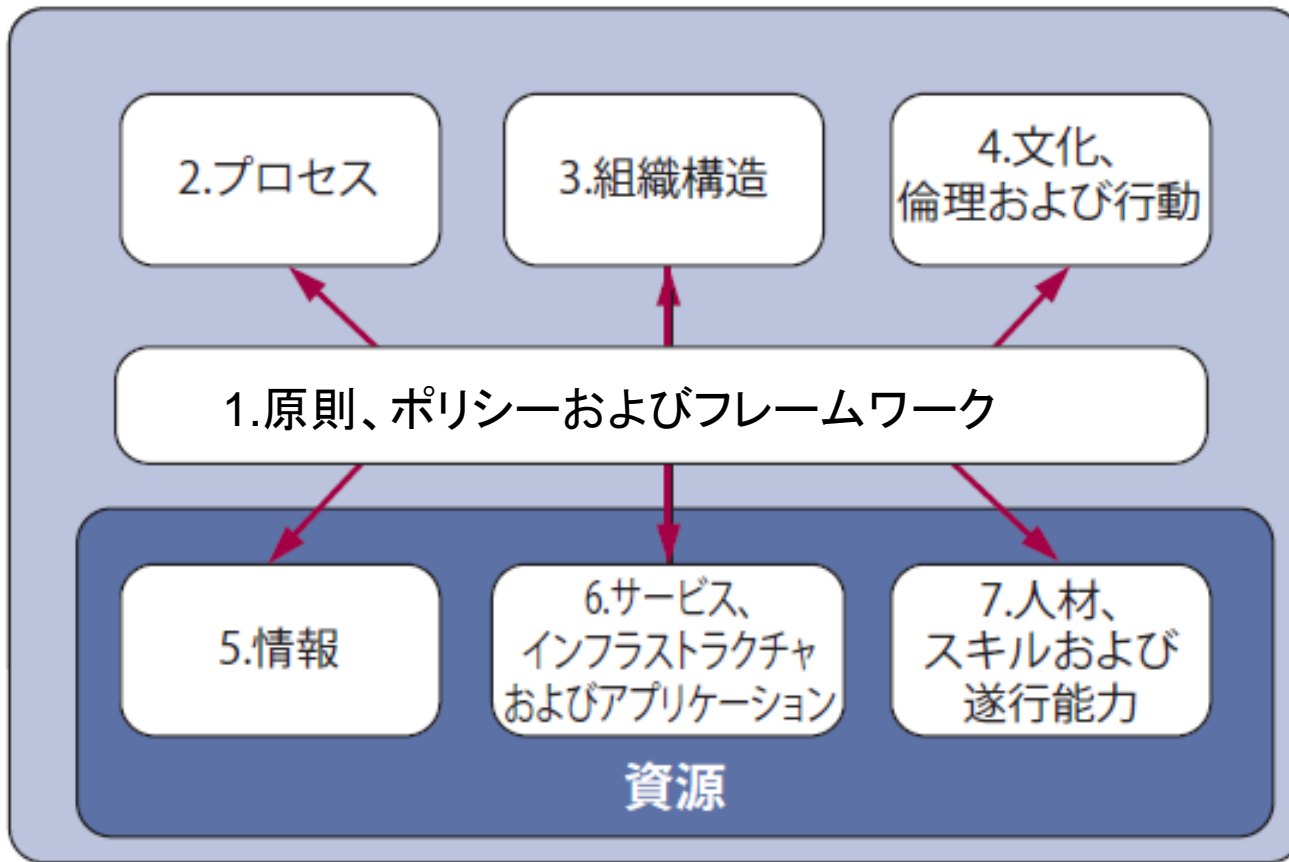 2.プロセス
3.組織構造
4.文化、
倫理および行動
1.原則、ポリシーおよびフレームワーク
5.情報
6.サービス、
インフラストラクチャ
およびアプリケーション
7.人材、
スキルおよび
遂行能力
資源